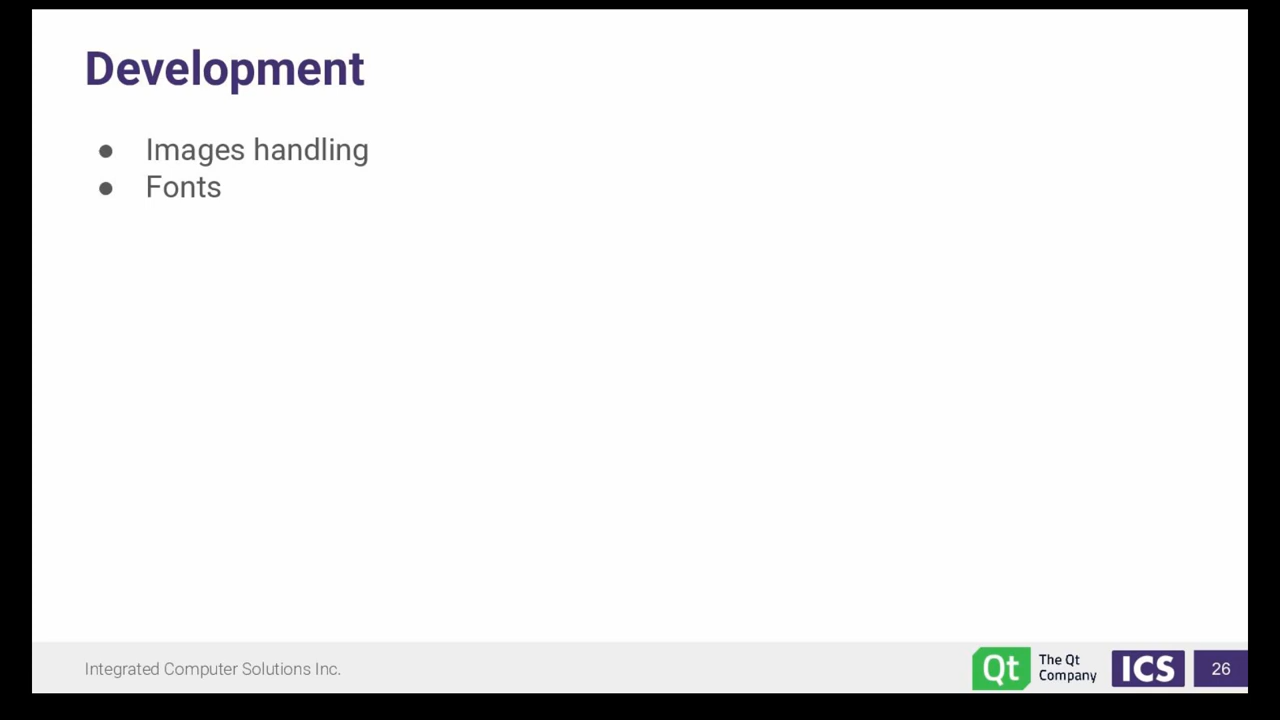 Development
● Images handling
● Fonts
Integrated Computer Solutions Inc.
Qt
The Qt
Company
ICS
26